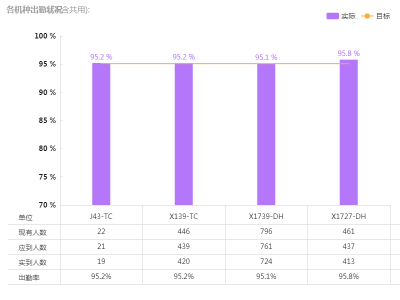 各机种出勤状况(含共用):
实际 目标
100 %
95 %
90 %
85 %
80 %
75 %
70 %
95.2 % 95.2 % 95.1 % 95.8 %
单位 J43-TC X139-TC X1739-DH X1727-DH
现有人数 22 446 796 461
应到人数 21 439 761 437
实到人数 19 420 724 413
出勤率 95.2% 95.2% 95.1% 95.8%